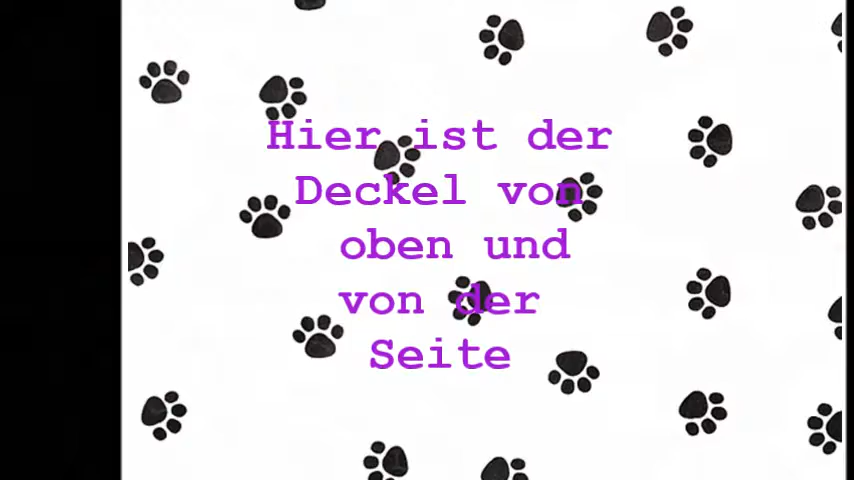 Hier ist der
Deckel von
oben und
von der
Seite